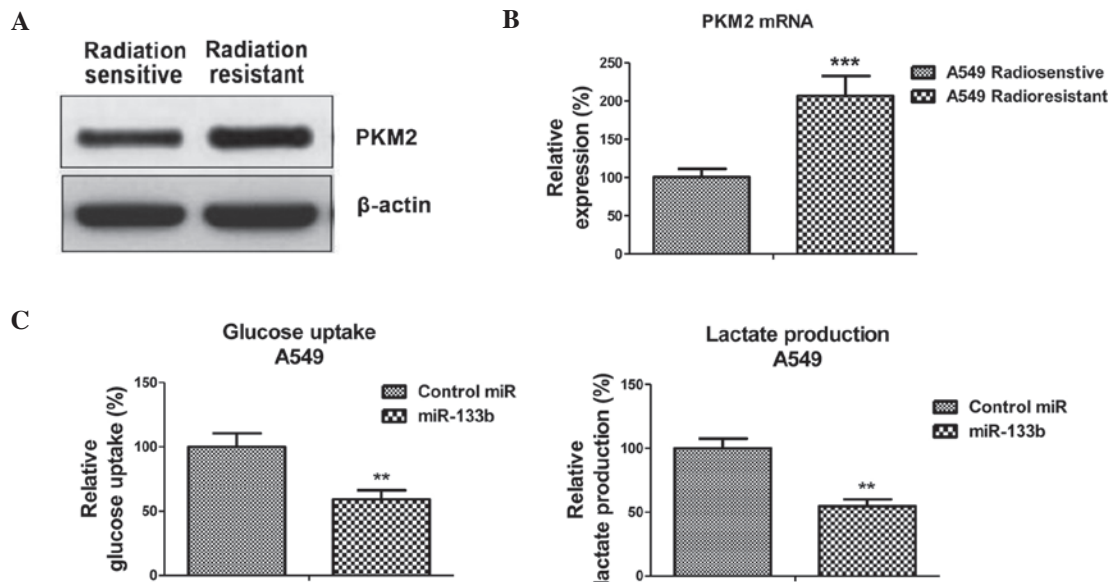 A
Radiation sensitive
Radiation resistant
PKM2
β-actin
B
PKM2 mRNA
Relative
expression (%)
250
200
150
100
50
0
***
A549 Radiosenstive
A549 Radioresistant
C
Glucose uptake
A549
Relative
glucose uptake (%)
150
100
50
0
**
Control miR
miR-133b
Lactate production
A549
Relative
lactate production (%)
150
100
50
0
**
Control miR
miR-133b